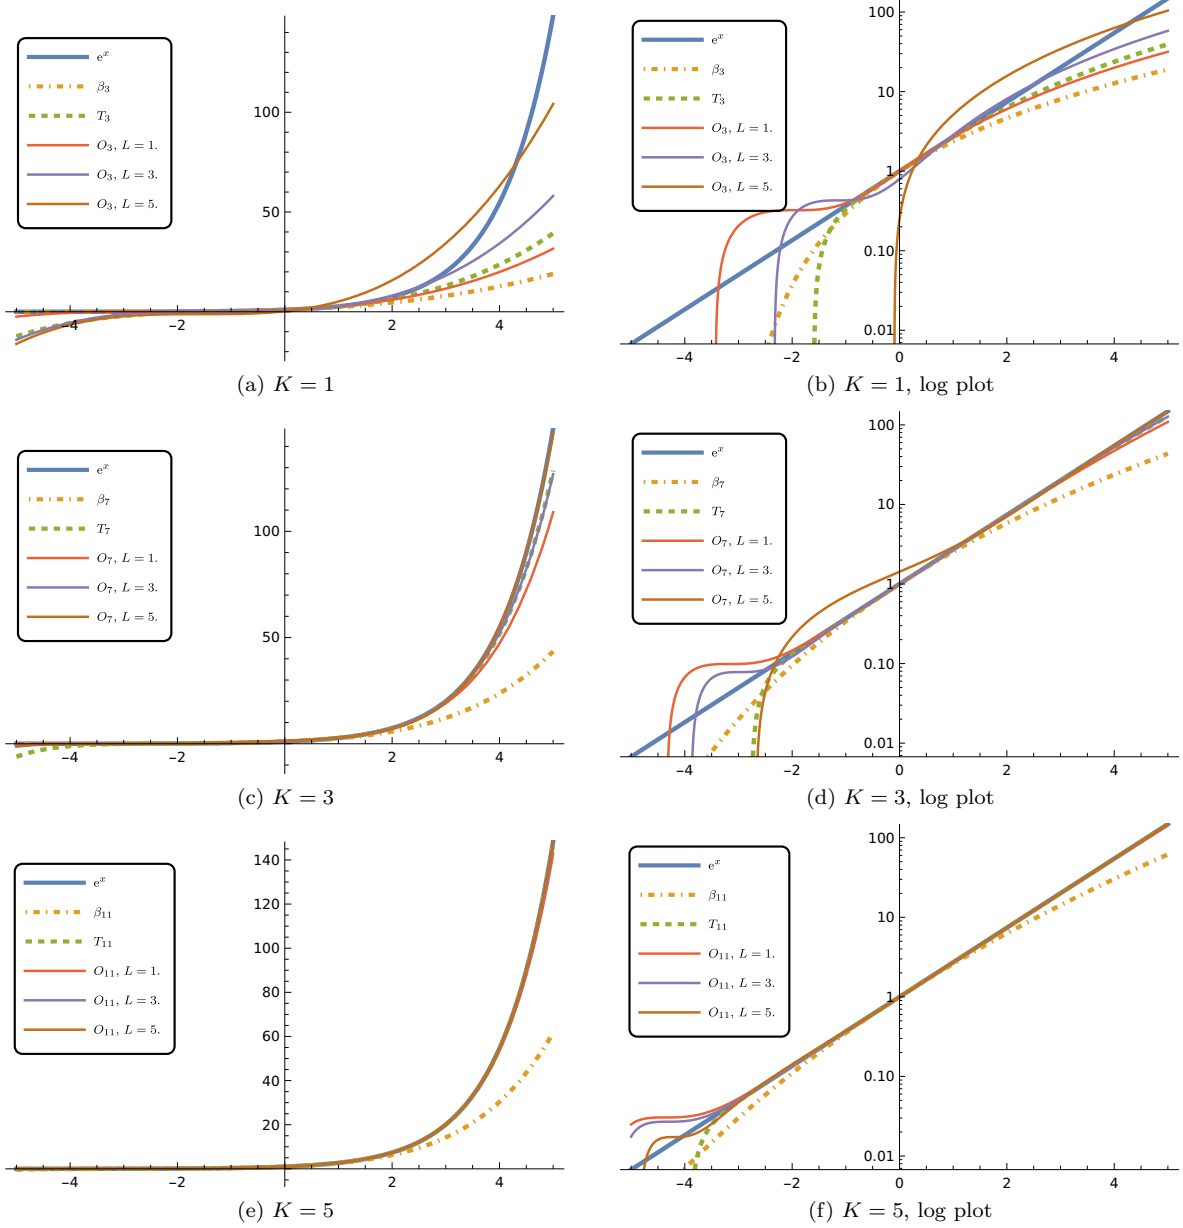 e^x
β_3
T_3
O_3, L = 1.
O_3, L = 3.
O_3, L = 5.
100
50
−4
−2
2
4
(a) K = 1
e^x
β_3
T_3
O_3, L = 1.
O_3, L = 3.
O_3, L = 5.
100
10
1
0.10
0.01
−4
−2
0
2
4
(b) K = 1, log plot
e^x
β_7
T_7
O_7, L = 1.
O_7, L = 3.
O_7, L = 5.
100
50
−4
−2
2
4
(c) K = 3
e^x
β_7
T_7
O_7, L = 1.
O_7, L = 3.
O_7, L = 5.
100
10
1
0.10
0.01
−4
−2
0
2
4
(d) K = 3, log plot
e^x
β_11
T_11
O_11, L = 1.
O_11, L = 3.
O_11, L = 5.
140
120
100
80
60
40
20
−4
−2
2
4
(e) K = 5
e^x
β_11
T_11
O_11, L = 1.
O_11, L = 3.
O_11, L = 5.
100
10
1
0.10
0.01
−4
−2
0
2
4
(f) K = 5, log plot